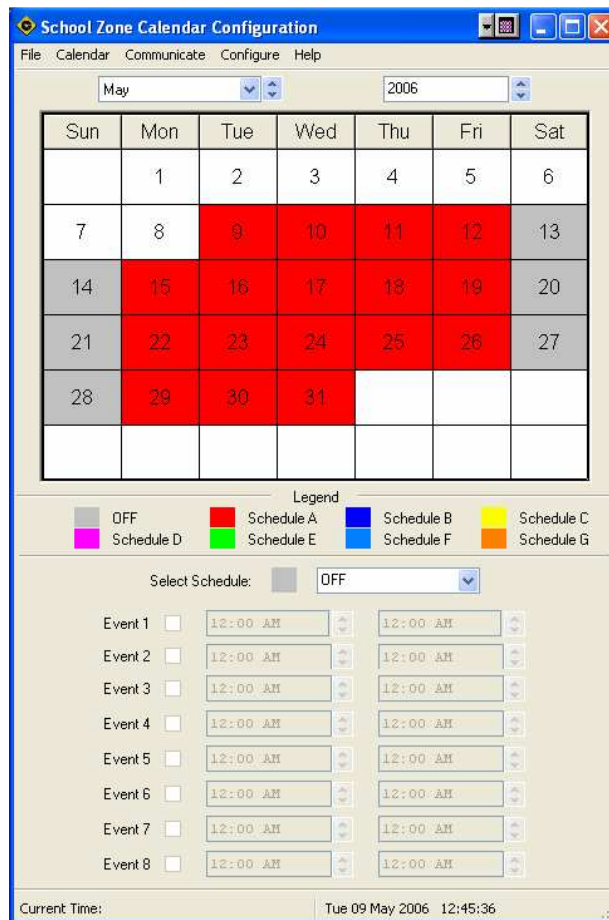 School Zone Calendar Configuration
File Calendar Communicate Configure Help
May 2006
Sun Mon Tue Wed Thu Fri Sat
1 2 3 4 5 6
7 8 9 10 11 12 13
14 15 16 17 18 19 20
21 22 23 24 25 26 27
28 29 30 31
Legend
OFF Schedule A Schedule B Schedule C
Schedule D Schedule E Schedule F Schedule G
Select Schedule: OFF
Event 1 12:00 AM 12:00 AM
Event 2 12:00 AM 12:00 AM
Event 3 12:00 AM 12:00 AM
Event 4 12:00 AM 12:00 AM
Event 5 12:00 AM 12:00 AM
Event 6 12:00 AM 12:00 AM
Event 7 12:00 AM 12:00 AM
Event 8 12:00 AM 12:00 AM
Current Time: Tue 09 May 2006 12:45:36